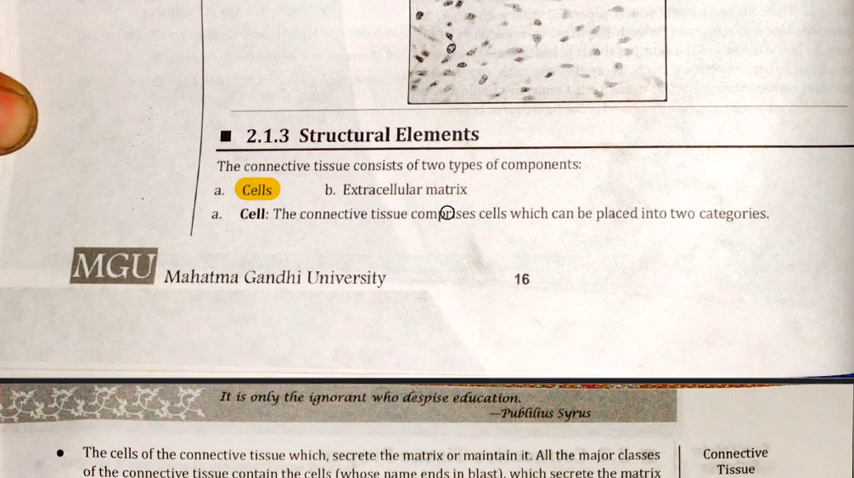 ■ 2.1.3 Structural Elements
The connective tissue consists of two types of components:
a. Cells b. Extracellular matrix
a. Cell: The connective tissue comprises cells which can be placed into two categories.
MGU Mahatma Gandhi University 16
It is only the ignorant who despise education.
—Publilius Syrus
• The cells of the connective tissue which, secrete the matrix or maintain it. All the major classes
of the connective tissue contain the cells (whose name ends in blast), which secrete the matrix
Connective
Tissue